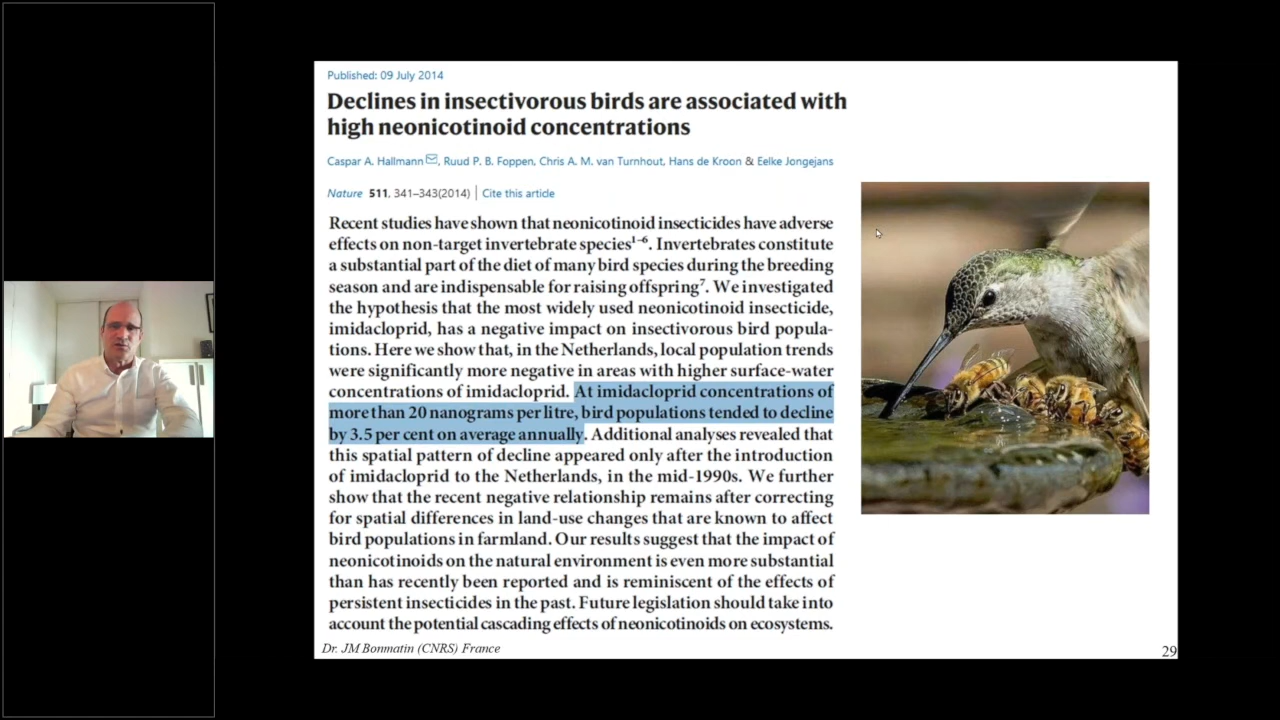 Published: 09 July 2014
Declines in insectivorous birds are associated with
high neonicotinoid concentrations
Caspar A. Hallmann, Ruud P. B. Foppen, Chris A. M. van Turnhout, Hans de Kroon & Eelke Jongejans
Nature 511, 341–343(2014) | Cite this article
Recent studies have shown that neonicotinoid insecticides have adverse
effects on non-target invertebrate species¹⁻⁶. Invertebrates constitute
a substantial part of the diet of many bird species during the breeding
season and are indispensable for raising offspring⁷. We investigated
the hypothesis that the most widely used neonicotinoid insecticide,
imidacloprid, has a negative impact on insectivorous bird popula-
tions. Here we show that, in the Netherlands, local population trends
were significantly more negative in areas with higher surface-water
concentrations of imidacloprid. At imidacloprid concentrations of
more than 20 nanograms per litre, bird populations tended to decline
by 3.5 per cent on average annually. Additional analyses revealed that
this spatial pattern of decline appeared only after the introduction
of imidacloprid to the Netherlands, in the mid-1990s. We further
show that the recent negative relationship remains after correcting
for spatial differences in land-use changes that are known to affect
bird populations in farmland. Our results suggest that the impact of
neonicotinoids on the natural environment is even more substantial
than has recently been reported and is reminiscent of the effects of
persistent insecticides in the past. Future legislation should take into
account the potential cascading effects of neonicotinoids on ecosystems.
Dr. JM Bonmatin (CNRS) France
29